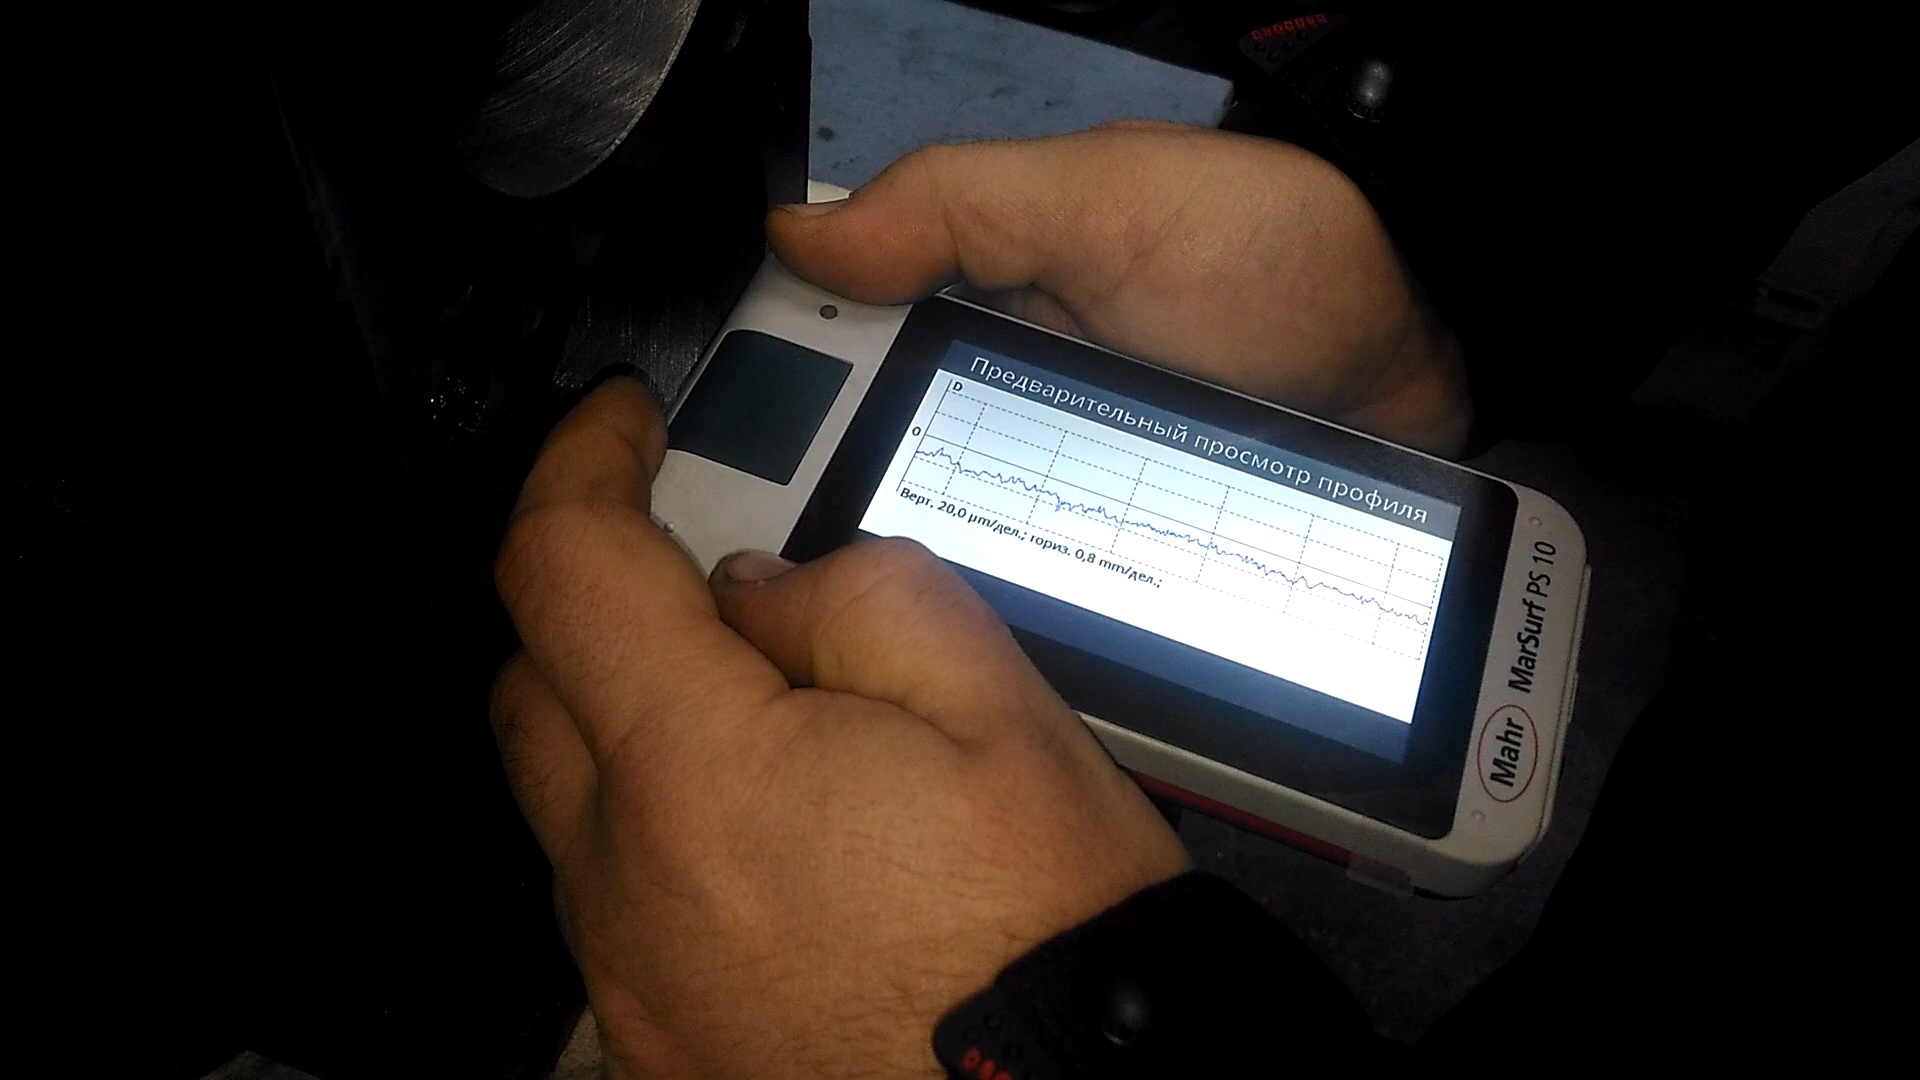 Предварительный просмотр профиля
D
0
Верт. 20,0 µm/дел.; гориз. 0,8 mm/дел.;
Mahr MarSurf PS 10